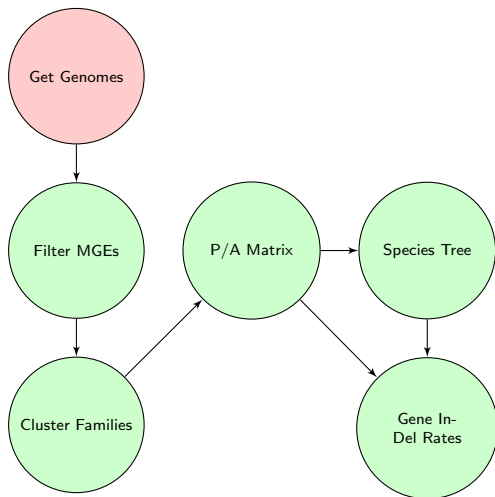 Get Genomes
Filter MGEs
P/A Matrix
Species Tree
Cluster Families
Gene In-
Del Rates